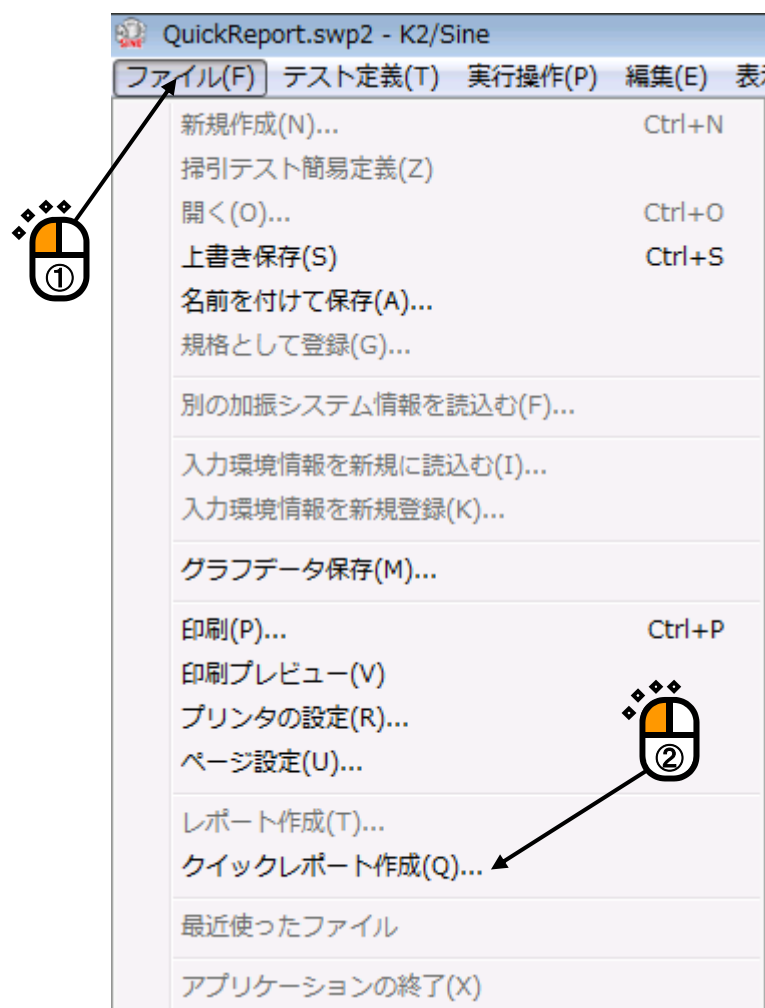 SINE
QuickReport.swp2 - K2/Sine
ファイル(F) テスト定義(T) 実行操作(P) 編集(E) 表示
新規作成(N)... Ctrl+N
掃引テスト簡易定義(Z)
開く(O)... Ctrl+O
上書き保存(S) Ctrl+S
①
名前を付けて保存(A)...
規格として登録(G)...
別の加振システム情報を読込む(F)...
入力環境情報を新規に読込む(I)...
入力環境情報を新規登録(K)...
グラフデータ保存(M)...
印刷(P)... Ctrl+P
印刷プレビュー(V)
プリンタの設定(R)...
②
ページ設定(U)...
レポート作成(T)...
クイックレポート作成(Q)...
最近使ったファイル
アプリケーションの終了(X)